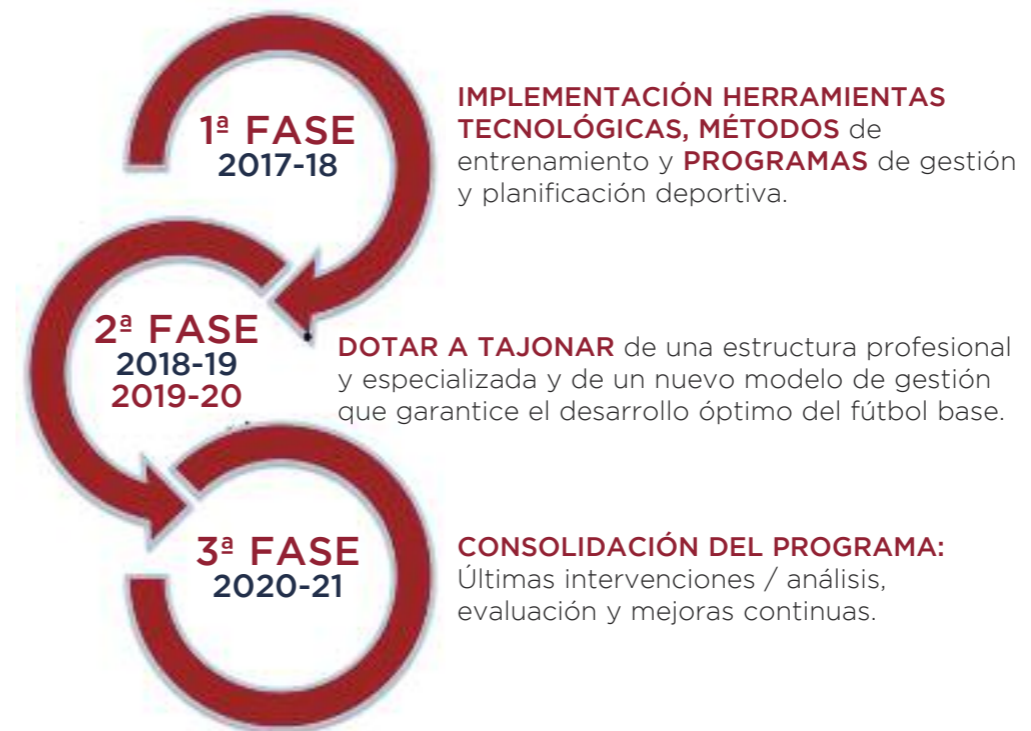 1ª FASE
2017-18
IMPLEMENTACIÓN HERRAMIENTAS
TECNOLÓGICAS, MÉTODOS de
entrenamiento y PROGRAMAS de gestión
y planificación deportiva.
2ª FASE
2018-19
2019-20
DOTAR A TAJONAR de una estructura profesional
y especializada y de un nuevo modelo de gestión
que garantice el desarrollo óptimo del fútbol base.
3ª FASE
2020-21
CONSOLIDACIÓN DEL PROGRAMA:
Últimas intervenciones / análisis,
evaluación y mejoras continuas.